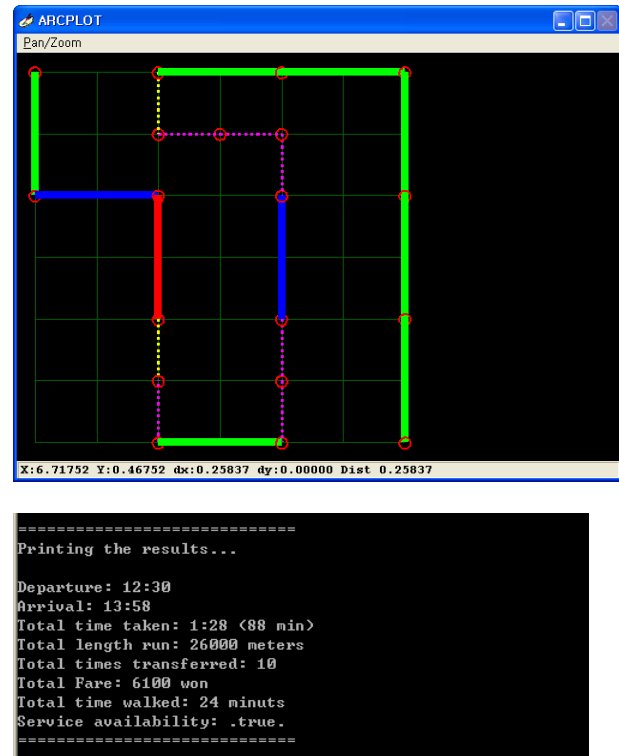 ARCPLOT
Pan/Zoom
X:6.71752 Y:0.46752 dx:0.25837 dy:0.00000 Dist 0.25837
==============================
Printing the results...
Departure: 12:30
Arrival: 13:58
Total time taken: 1:28 (88 min)
Total length run: 26000 meters
Total times transferred: 10
Total Fare: 6100 won
Total time walked: 24 minuts
Service availability: .true.
==============================